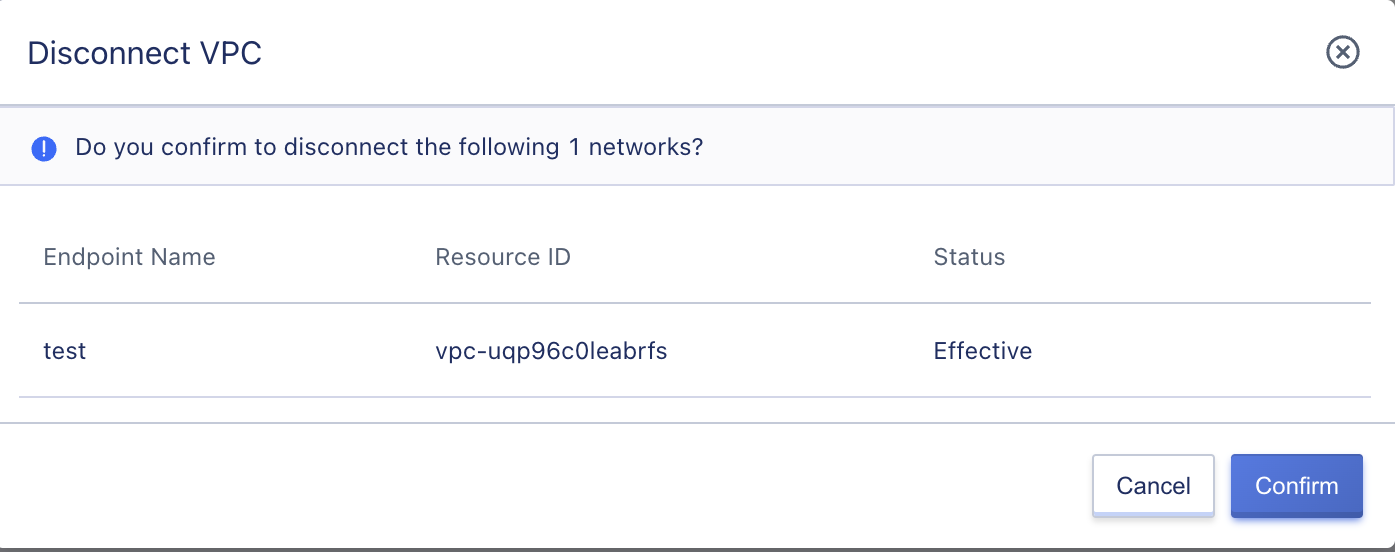 Disconnect VPC
Do you confirm to disconnect the following 1 networks?
Endpoint Name Resource ID Status
test vpc-uqp96c0leabrfs Effective
Cancel Confirm